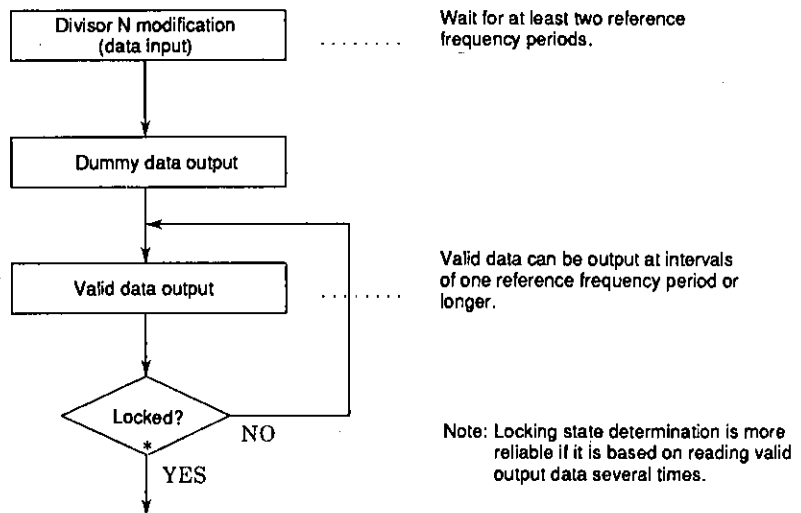 Divisor N modification
(data input)
Wait for at least two reference
frequency periods.
Dummy data output
Valid data output
Valid data can be output at intervals
of one reference frequency period or
longer.
Locked?
*
NO
YES
Note: Locking state determination is more
reliable if it is based on reading valid
output data several times.